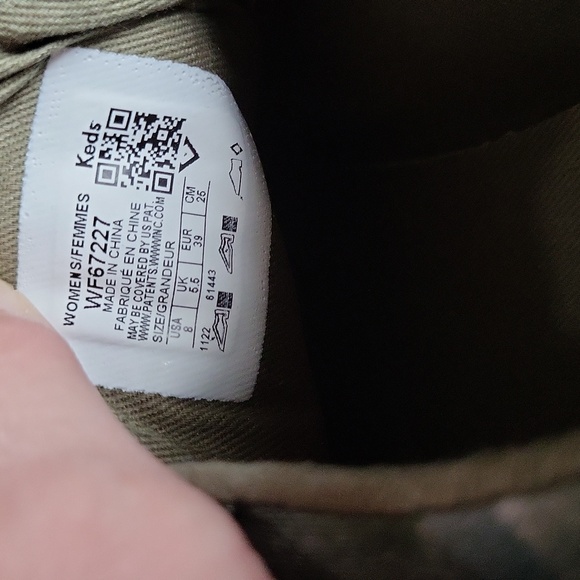 Keds
WOMENS/FEMMES
WF67227
MADE IN CHINA
FABRIQUÉ EN CHINE
MAY BE COVERED BY US PAT.
WWW.PATENTS.WWWINC.COM
SIZE/GRANDEUR
USA UK EUR CM
8 5.5 39 25
1122 61443